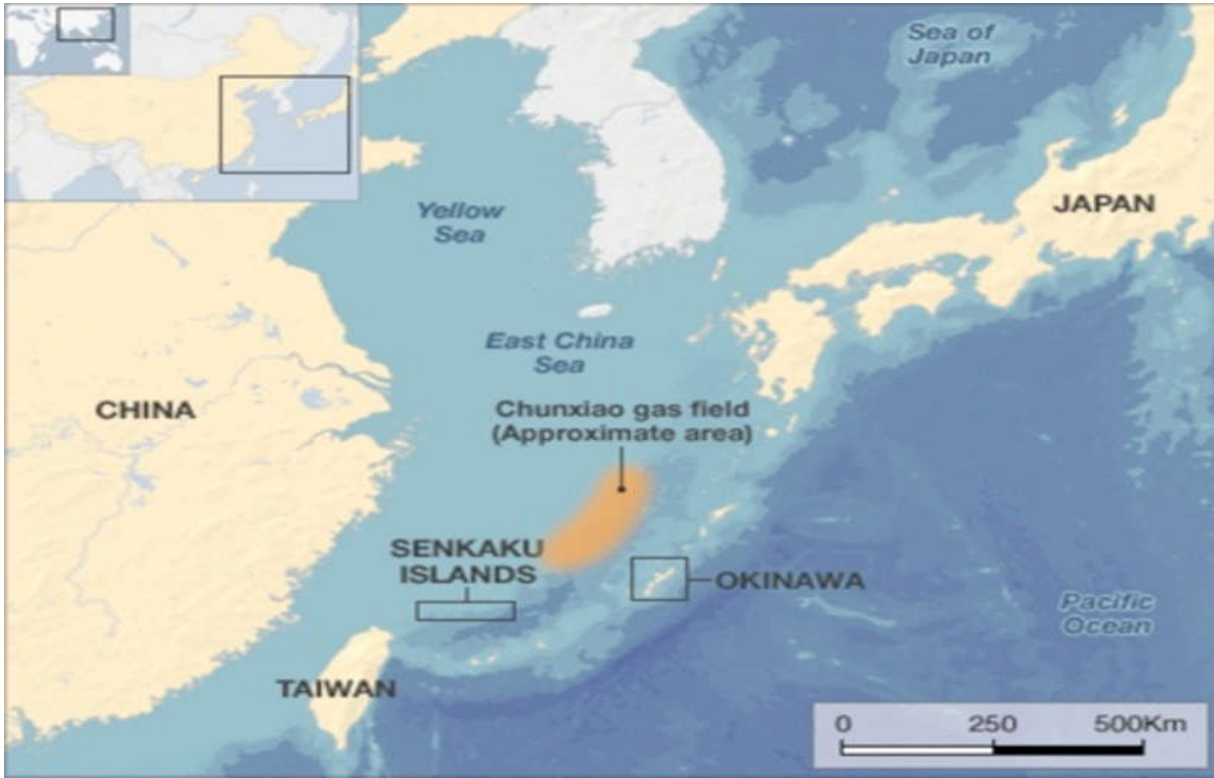 Sea of
Japan
JAPAN
Yellow
Sea
East China
Sea
CHINA
Chunxiao gas field
(Approximate area)
SENKAKU
ISLANDS
OKINAWA
Pacific
Ocean
TAIWAN
0 250 500Km